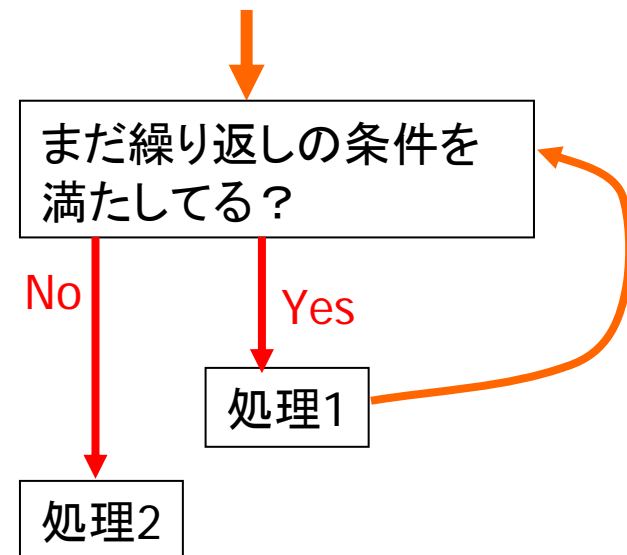 まだ繰り返しの条件を
満たしてる？
No
Yes
処理1
処理2